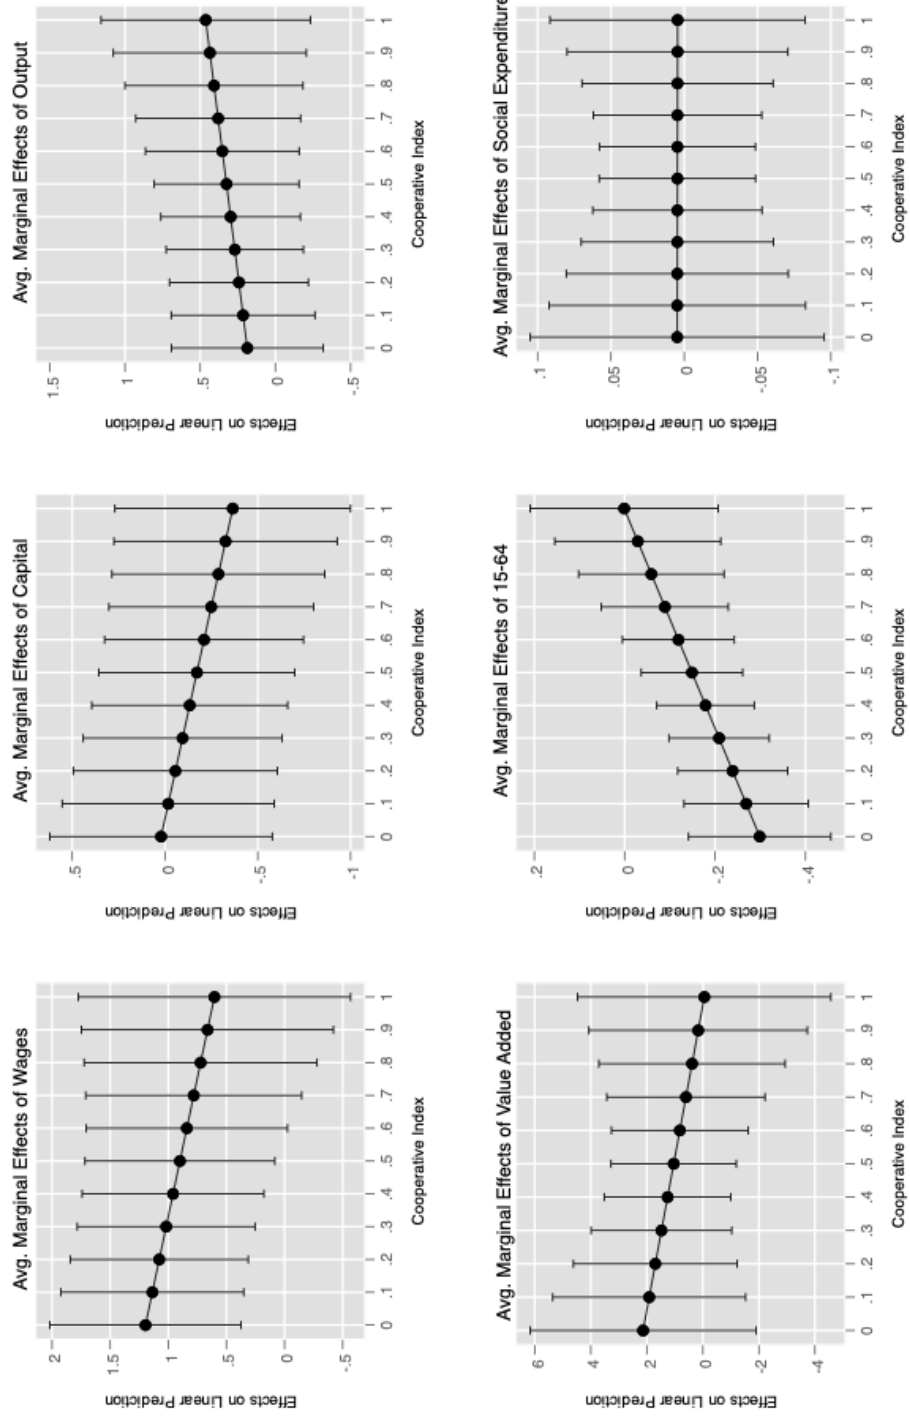 Avg. Marginal Effects of Wages
Effects on Linear Prediction
2
1.5
1
.5
0
-.5
0 .1 .2 .3 .4 .5 .6 .7 .8 .9 1
Cooperative Index
Avg. Marginal Effects of Capital
Effects on Linear Prediction
.5
0
-.5
-1
0 .1 .2 .3 .4 .5 .6 .7 .8 .9 1
Cooperative Index
Avg. Marginal Effects of Output
Effects on Linear Prediction
1.5
1
.5
0
-.5
0 .1 .2 .3 .4 .5 .6 .7 .8 .9 1
Cooperative Index
Avg. Marginal Effects of Value Added
Effects on Linear Prediction
6
4
2
0
-2
-4
0 .1 .2 .3 .4 .5 .6 .7 .8 .9 1
Cooperative Index
Avg. Marginal Effects of 15-64
Effects on Linear Prediction
.2
0
-.2
-.4
0 .1 .2 .3 .4 .5 .6 .7 .8 .9 1
Cooperative Index
Avg. Marginal Effects of Social Expenditure
Effects on Linear Prediction
.1
.05
0
-.05
-.1
0 .1 .2 .3 .4 .5 .6 .7 .8 .9 1
Cooperative Index